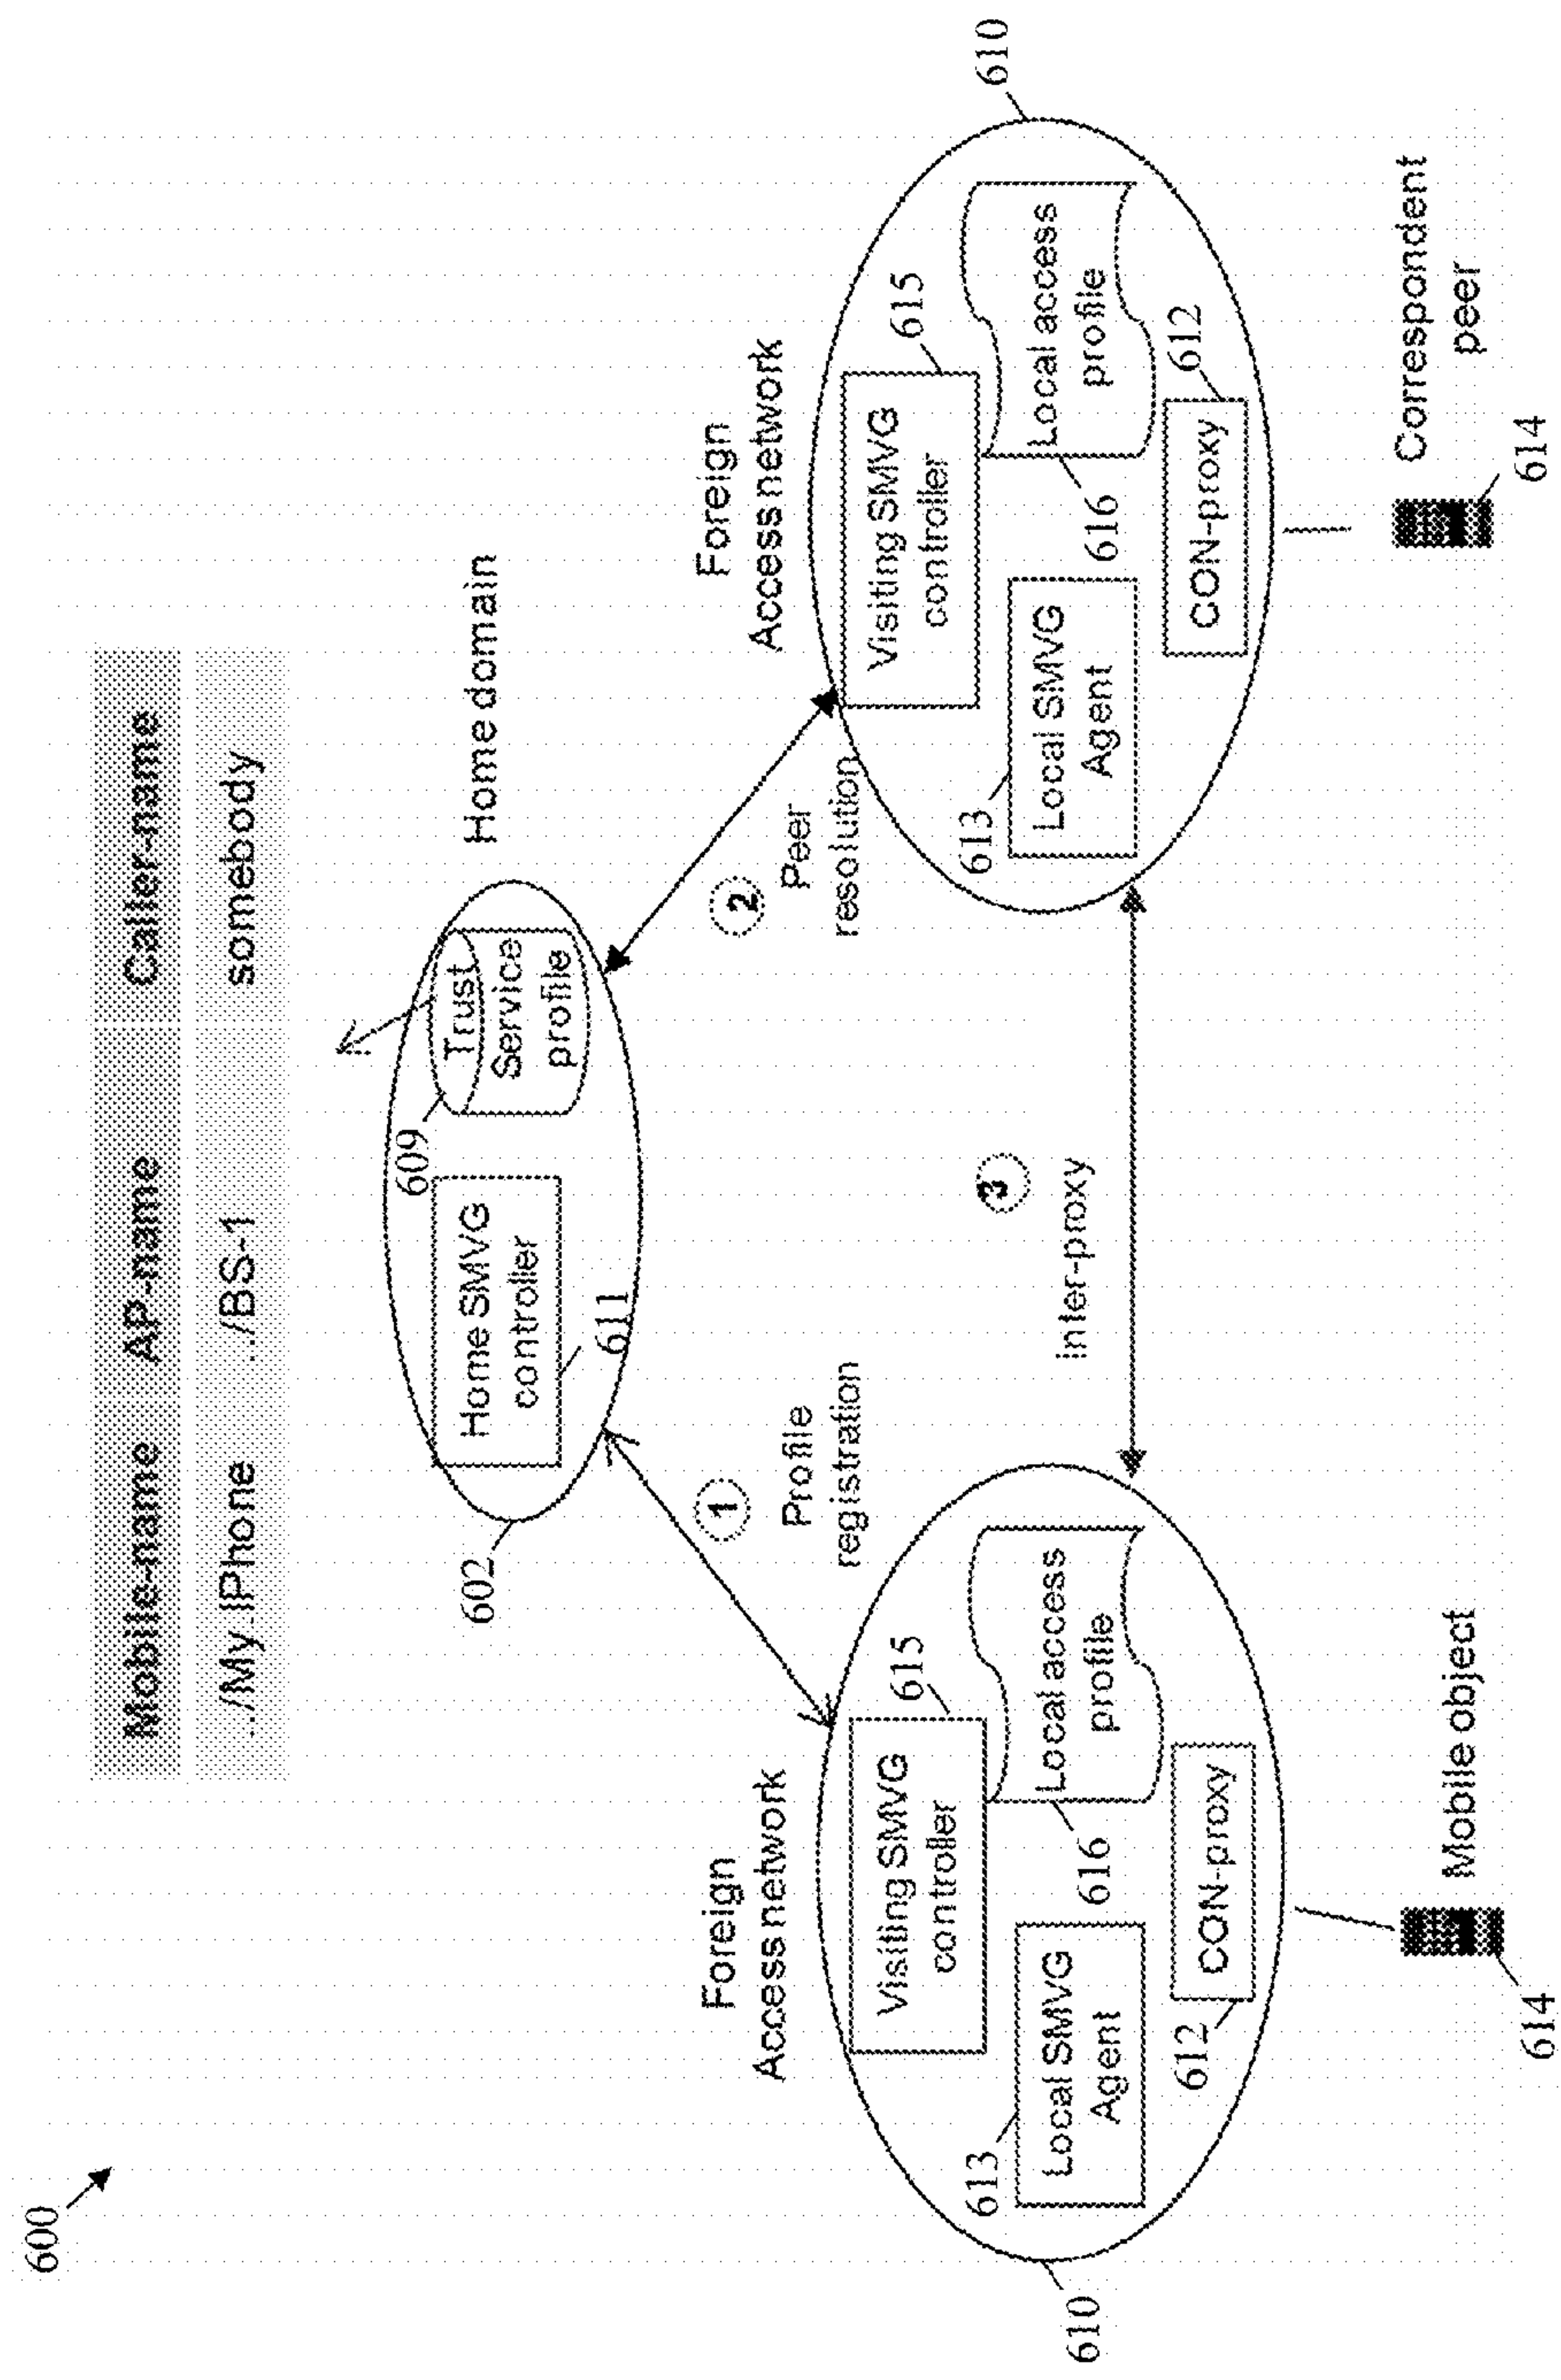 600
Mobile-name AP-name Caller-name
../My.IPhone ../BS-1 somebody
Home domain
602
Home SMVG
controller
611
609
Trust
Service
profile
1
Profile
registration
2
Peer
resolution
3
inter-proxy
Foreign
Access network
610
Visiting SMVG
controller
615
Local SMVG
Agent
613
Local access
profile
616
CON-proxy
612
Mobile object
614
Foreign
Access network
610
Visiting SMVG
controller
615
Local SMVG
Agent
613
Local access
profile
616
CON-proxy
612
Correspondent
peer
614